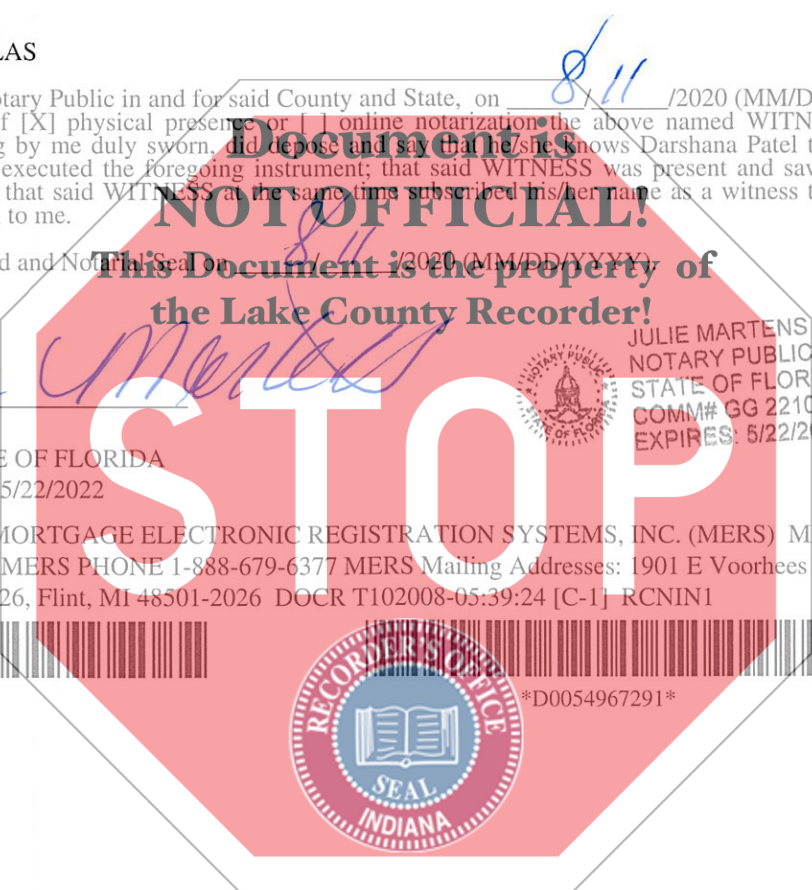 LAS
otary Public in and for said County and State, on 8/11/2020 (MM/D
f [X] physical presence or [ ] online notarization the above named WITN
g by me duly sworn, did depose and say that he/she knows Darshana Patel t
executed the foregoing instrument; that said WITNESS was present and sav
that said WITNESS at the same time subscribed his/her name as a witness t
to me.
d and Notarial Seal on 8/11/2020 (MM/DD/YYYY).
Document is
NOT OFFICIAL!
This Document is the property of
the Lake County Recorder!
JULIE MARTENS
NOTARY PUBLIC
STATE OF FLOR
COMM# GG 2210
EXPIRES: 5/22/2
NOTARY PUBLIC
STATE OF FLORIDA
STOP
E OF FLORIDA
5/22/2022
MORTGAGE ELECTRONIC REGISTRATION SYSTEMS, INC. (MERS) M
MERS PHONE 1-888-679-6377 MERS Mailing Addresses: 1901 E Voorhees
26, Flint, MI 48501-2026 DOCR T102008-05:39:24 [C-1] RCNIN1
*D0054967291*
RECORDER'S OFFICE
SEAL
INDIANA